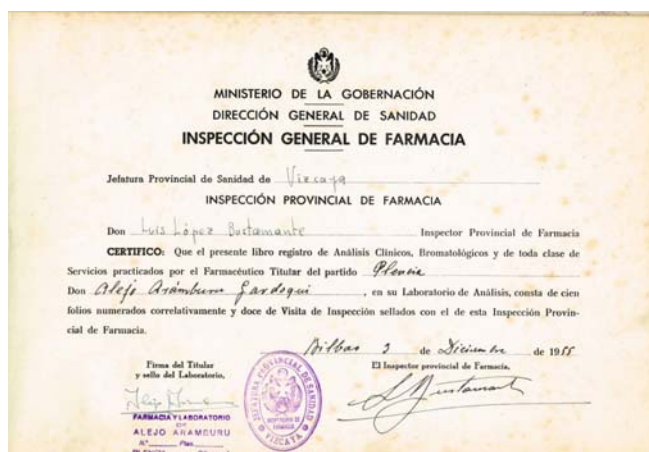 MINISTERIO DE LA GOBERNACIÓN
DIRECCIÓN GENERAL DE SANIDAD
INSPECCIÓN GENERAL DE FARMACIA
Jefatura Provincial de Sanidad de Vizcaya
INSPECCIÓN PROVINCIAL DE FARMACIA
Don Luis López Bustamante Inspector Provincial de Farmacia
CERTIFICO: Que el presente libro registro de Análisis Clínicos, Bromatológicos y de toda clase de
Servicios practicados por el Farmacéutico Titular del partido Plencia
Don Alejo Arámburu Gardoqui, en su Laboratorio de Análisis, consta de cien
folios numerados correlativamente y doce de Visita de Inspección sellados con el de esta Inspección Provin-
cial de Farmacia.
Bilbao 3 de Diciembre de 1955
Firma del Titular
y sello del Laboratorio,
El Inspector provincial de Farmacia,
JEFATURA PROVINCIAL DE SANIDAD
VIZCAYA
Bustamante
FARMACIA Y LABORATORIO
DE
ALEJO ARAMBURU